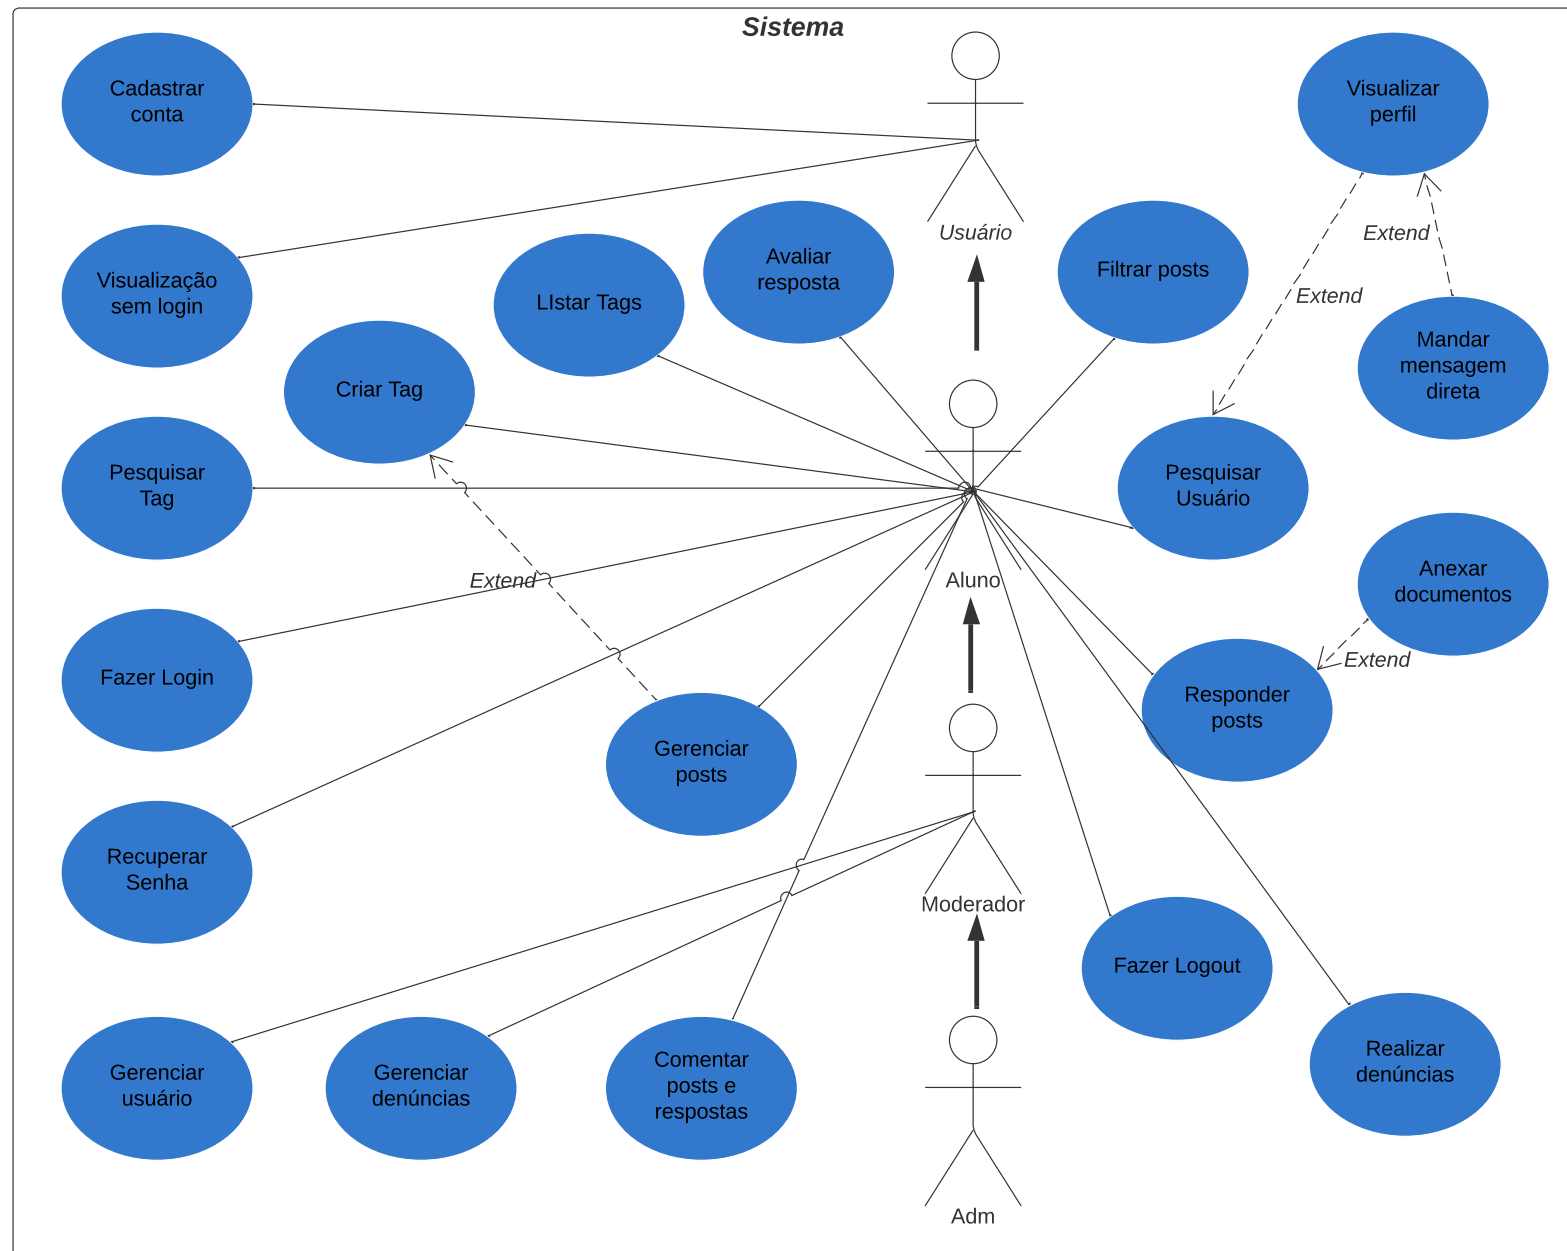 Sistema
Cadastrar
conta
Visualizar
perfil
Usuário
Extend
Visualização
sem login
LIstar Tags
Avaliar
resposta
Filtrar posts
Extend
Mandar
mensagem
direta
Criar Tag
Pesquisar
Tag
Pesquisar
Usuário
Extend
Aluno
Anexar
documentos
Fazer Login
Extend
Responder
posts
Gerenciar
posts
Recuperar
Senha
Moderador
Fazer Logout
Gerenciar
usuário
Gerenciar
denúncias
Comentar
posts e
respostas
Realizar
denúncias
Adm